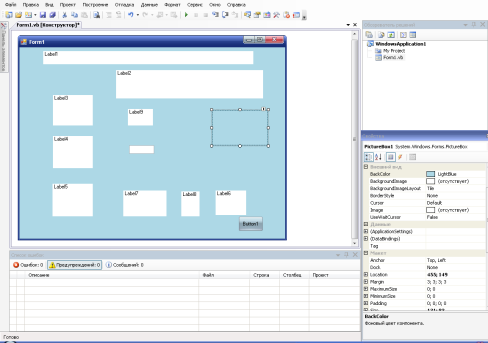 Файл Правка Вид Проект Построение Отладка Данные Формат Сервис Окно Справка
Form1.vb [Конструктор]*
Form1
Label1
Label2
Label3
Label9
Label4
Label5
Label7
Label8
Label6
Button1
WindowsApplication1
My Project
Form1.vb
PictureBox1 System.Windows.Forms.PictureBox
Внешний вид
BackColor LightBlue
BackgroundImage (отсутствует)
BackgroundImageLayout Tile
BorderStyle None
Cursor Default
Image (отсутствует)
UseWaitCursor False
Данные
(ApplicationSettings)
(DataBindings)
Tag
Макет
Anchor Top, Left
Dock None
Location 455; 149
Margin 3; 3; 3; 3
MaximumSize 0; 0
MinimumSize 0; 0
Padding 0; 0; 0; 0
BackColor
Фоновый цвет компонента.
Ошибок: 0 Предупреждений: 0 Сообщений: 0
Описание Файл Строка Столбец Проект
Готово